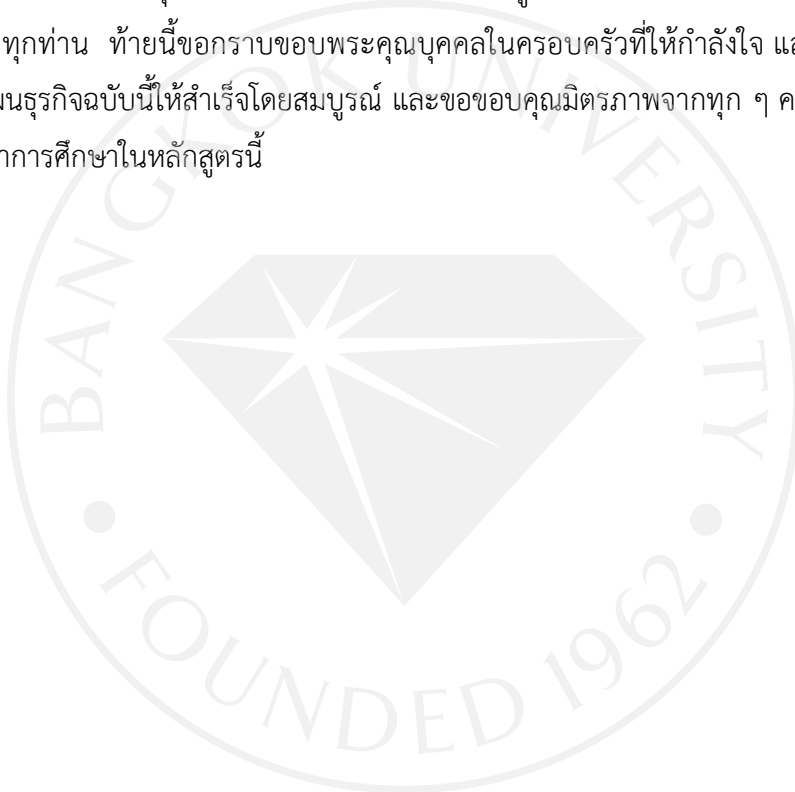 ทุกท่าน ท้ายนี้ขอกราบขอบพระคุณบุคคลในครอบครัวที่ให้กำลังใจ
ธุรกิจฉบับนี้ให้สำเร็จโดยสมบูรณ์ และขอขอบคุณมิตรภาพจากทุก ๆ
การศึกษาในหลักสูตรนี้
BANGKOK UNIVERSITY
FOUNDED 1962